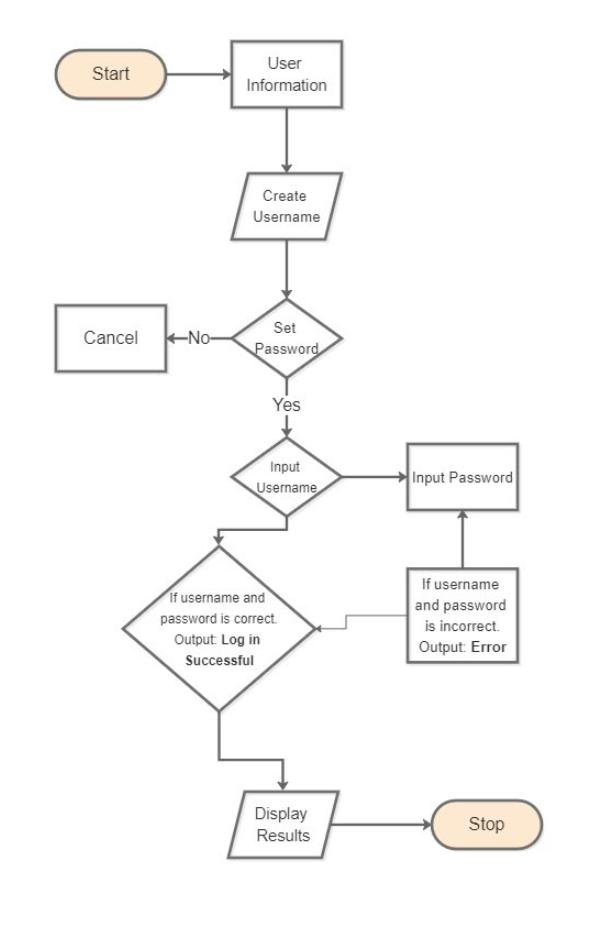 Start
User
Information
Create
Username
Set
Password
No
Cancel
Yes
Input
Username
Input Password
If username and
password is correct.
Output: Log in
Successful
If username
and password
is incorrect.
Output: Error
Display
Results
Stop